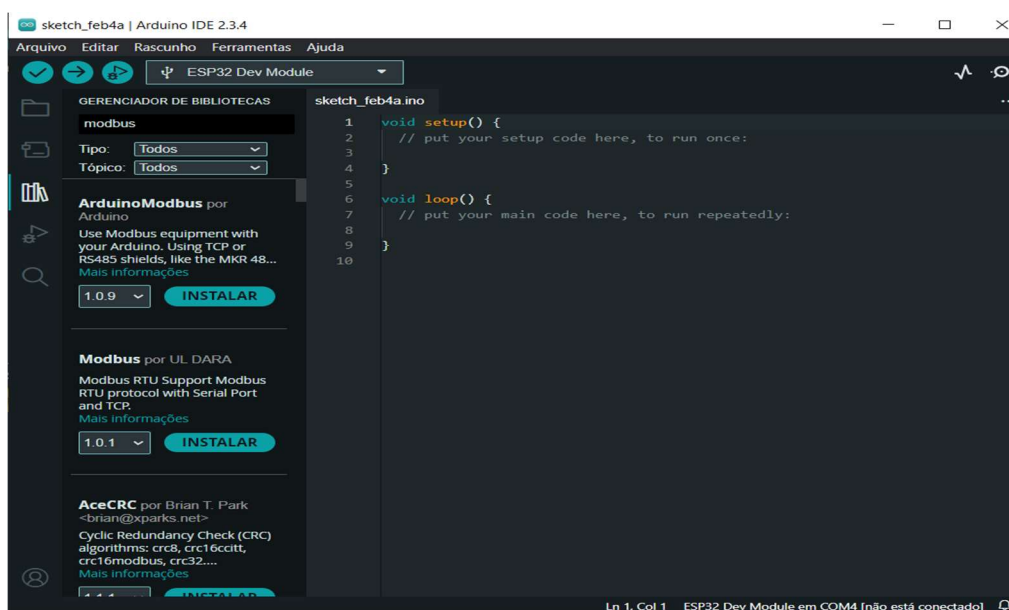 sketch_feb4a | Arduino IDE 2.3.4
Arquivo Editar Rascunho Ferramentas Ajuda
ESP32 Dev Module
GERENCIADOR DE BIBLIOTECAS
modbus
Tipo: Todos
Tópico: Todos
ArduinoModbus por
Arduino
Use Modbus equipment with
your Arduino. Using TCP or
RS485 shields, like the MKR 48...
Mais informações
1.0.9 INSTALAR
Modbus por UL DARA
Modbus RTU Support Modbus
RTU protocol with Serial Port
and TCP.
Mais informações
1.0.1 INSTALAR
AceCRC por Brian T. Park
<brian@xparks.net>
Cyclic Redundancy Check (CRC)
algorithms: crc8, crc16ccitt,
crc16modbus, crc32....
Mais informações
1.1.1 INSTALAR
sketch_feb4a.ino
1 void setup() {
2 // put your setup code here, to run once:
3
4 }
5
6 void loop() {
7 // put your main code here, to run repeatedly:
8
9 }
10
Ln 1, Col 1 ESP32 Dev Module em COM4 [não está conectado]